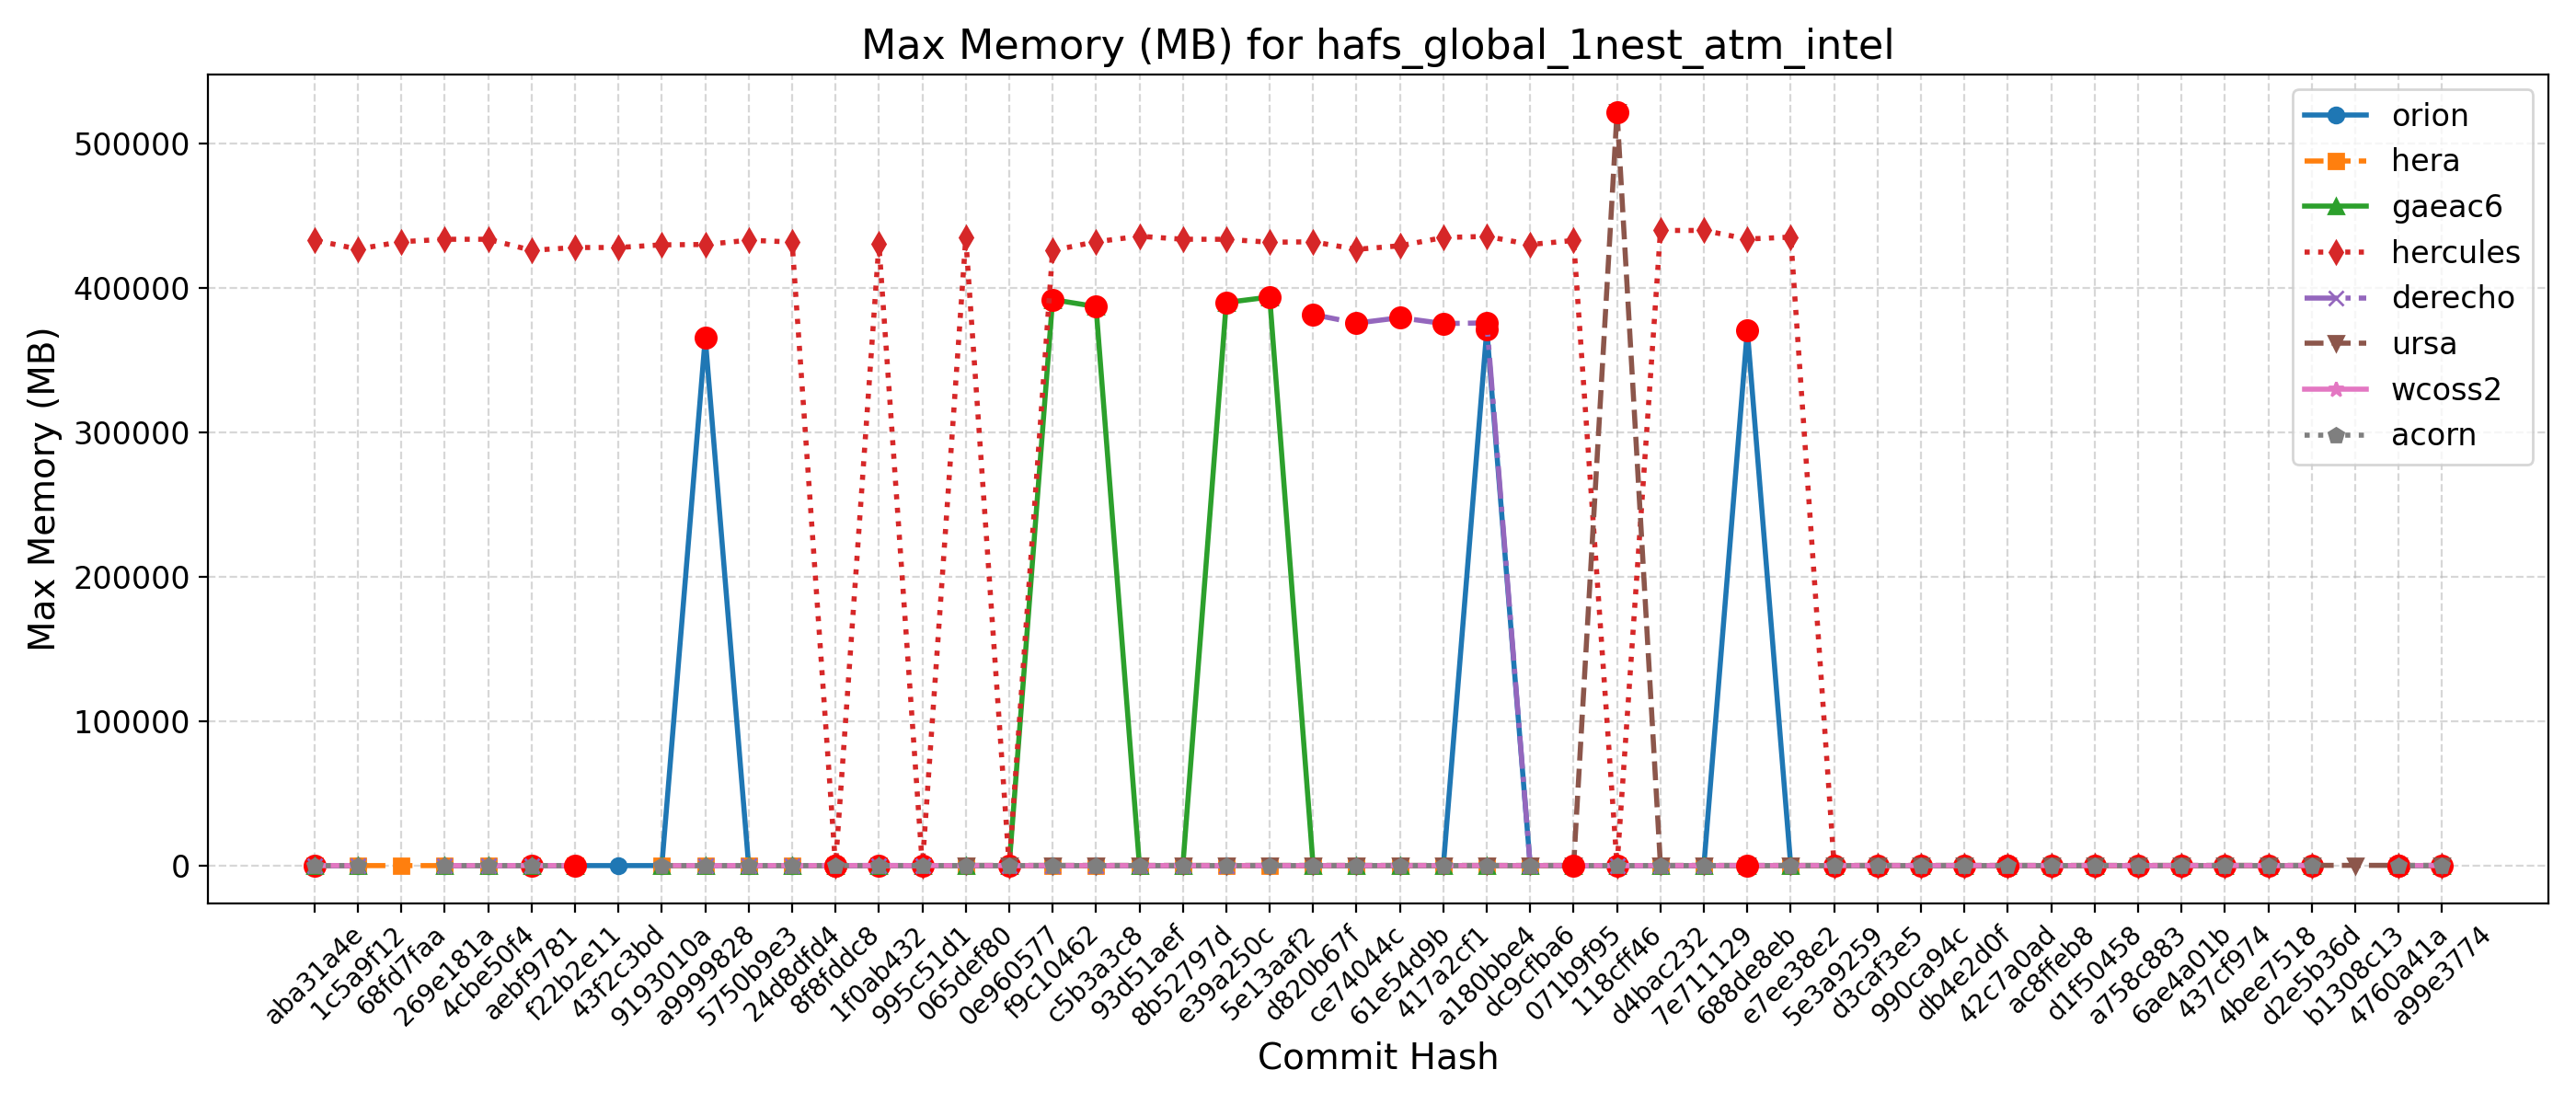 Max Memory (MB) for hafs_global_1nest_atm_intel
Max Memory (MB)
500000
400000
300000
200000
100000
0
orion
hera
gaeac6
hercules
derecho
ursa
wcoss2
acorn
aba31a4e
1c5a9f12
68fd7faa
269e181a
4cbe50f4
aebf9781
f22b2e11
43f2c3bd
9193010a
a9999828
5750b9e3
24d8dfd4
8f8fddc8
1f0ab432
995c51d1
065def80
0e960577
f9c10462
c5b3a3c8
93d51aef
8b52797d
e39a250c
5e13aaf2
d820b67f
ce74044c
61e54d9b
417a2cf1
a180bbe4
dc9cfba6
071b9f95
118cff46
d4bac232
7e711129
688de8eb
e7ee38e2
5e3a9259
d3caf3e5
990ca94c
db4e2d0f
42c7a0ad
ac8ffeb8
d1f50458
a758c883
6ae4a01b
437cf974
4bee7518
d2e5b36d
b1308c13
4760a41a
a99e3774
Commit Hash